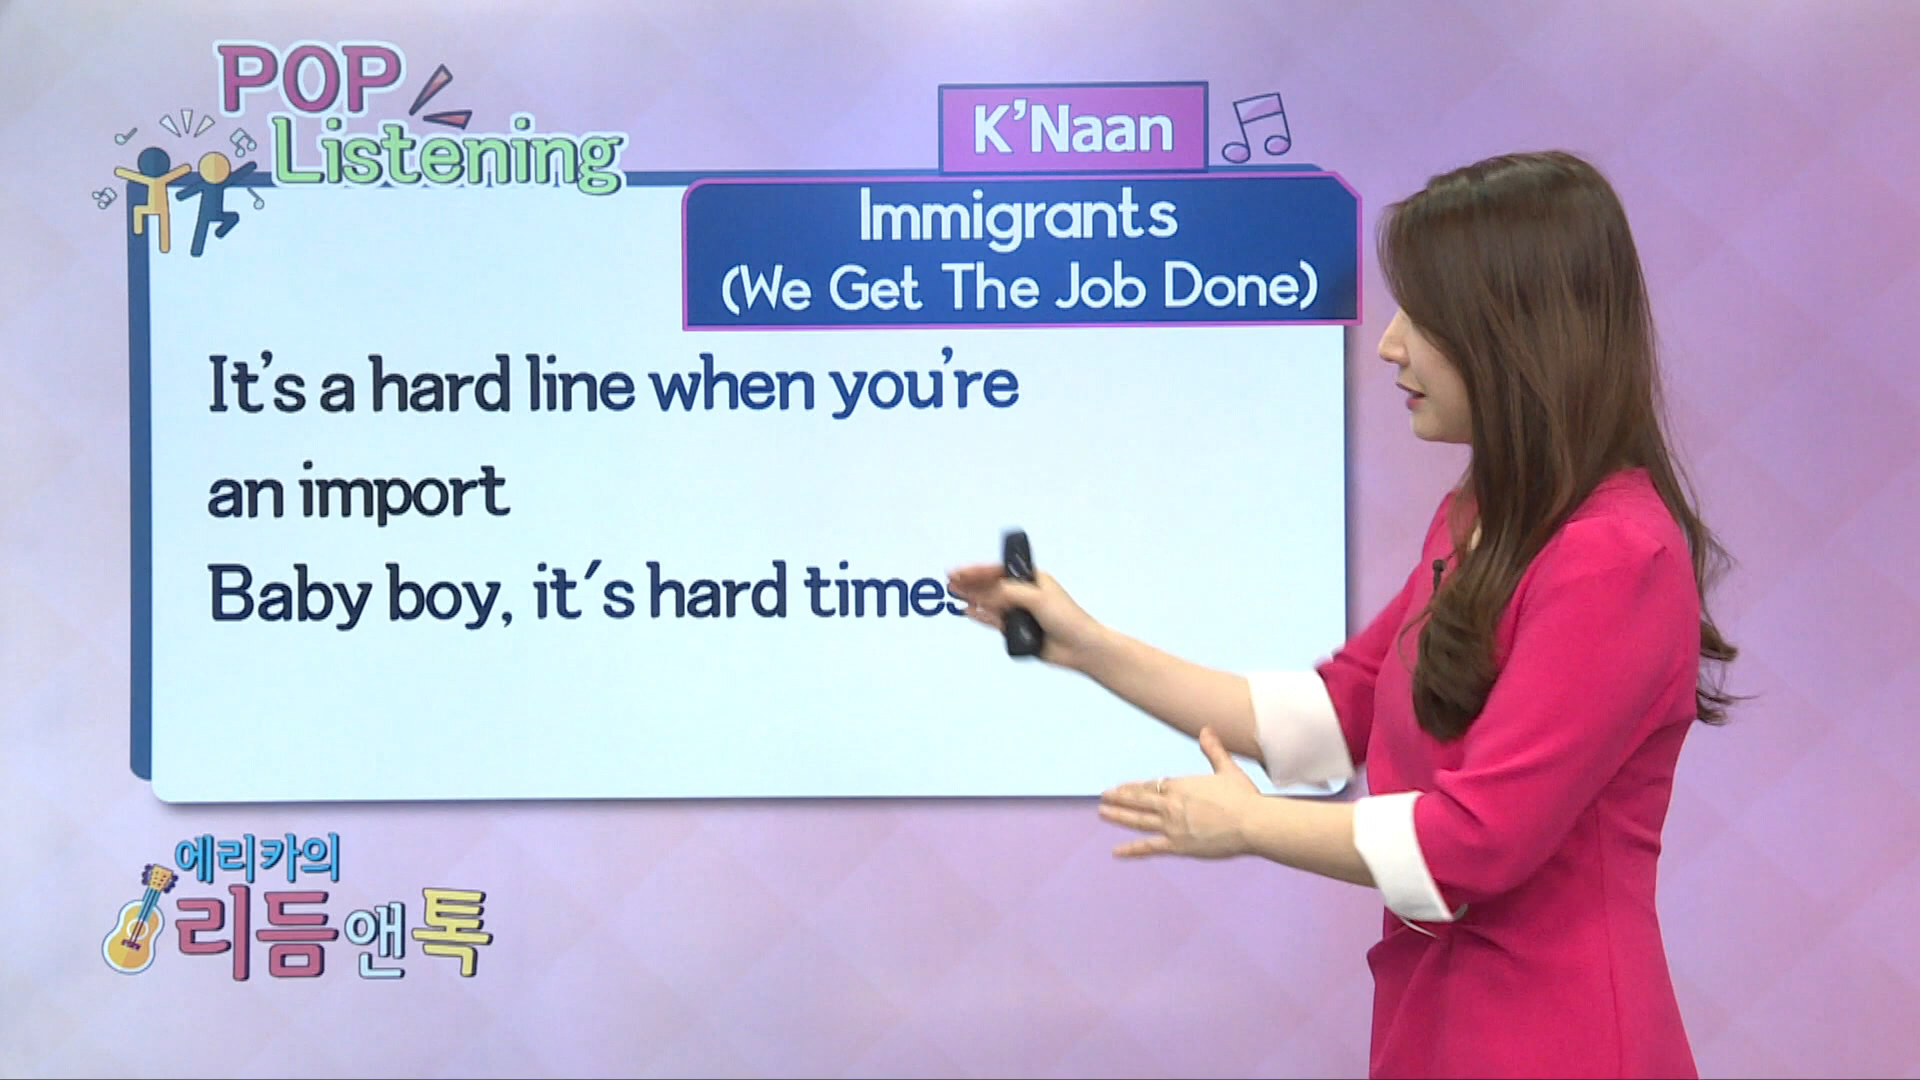 POP
Listening
K'Naan
Immigrants
(We Get The Job Done)
It's a hard line when you're
an import
Baby boy, it's hard times
에리카의
리듬앤톡